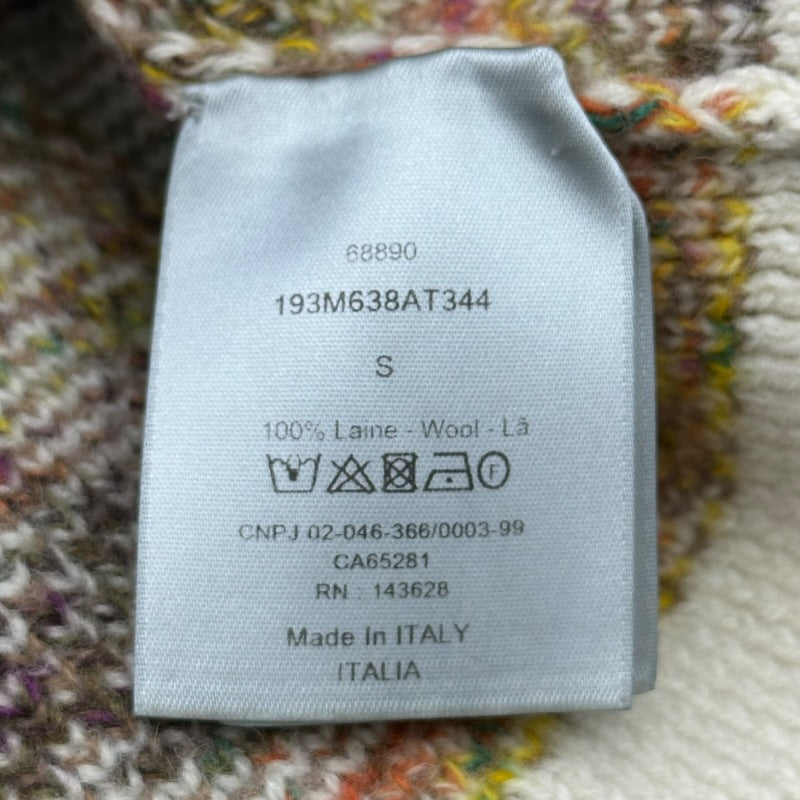 68890
193M638AT344
S
100% Laine - Wool - Lã
F
CNPJ 02-046-366/0003-99
CA65281
RN : 143628
Made In ITALY
ITALIA